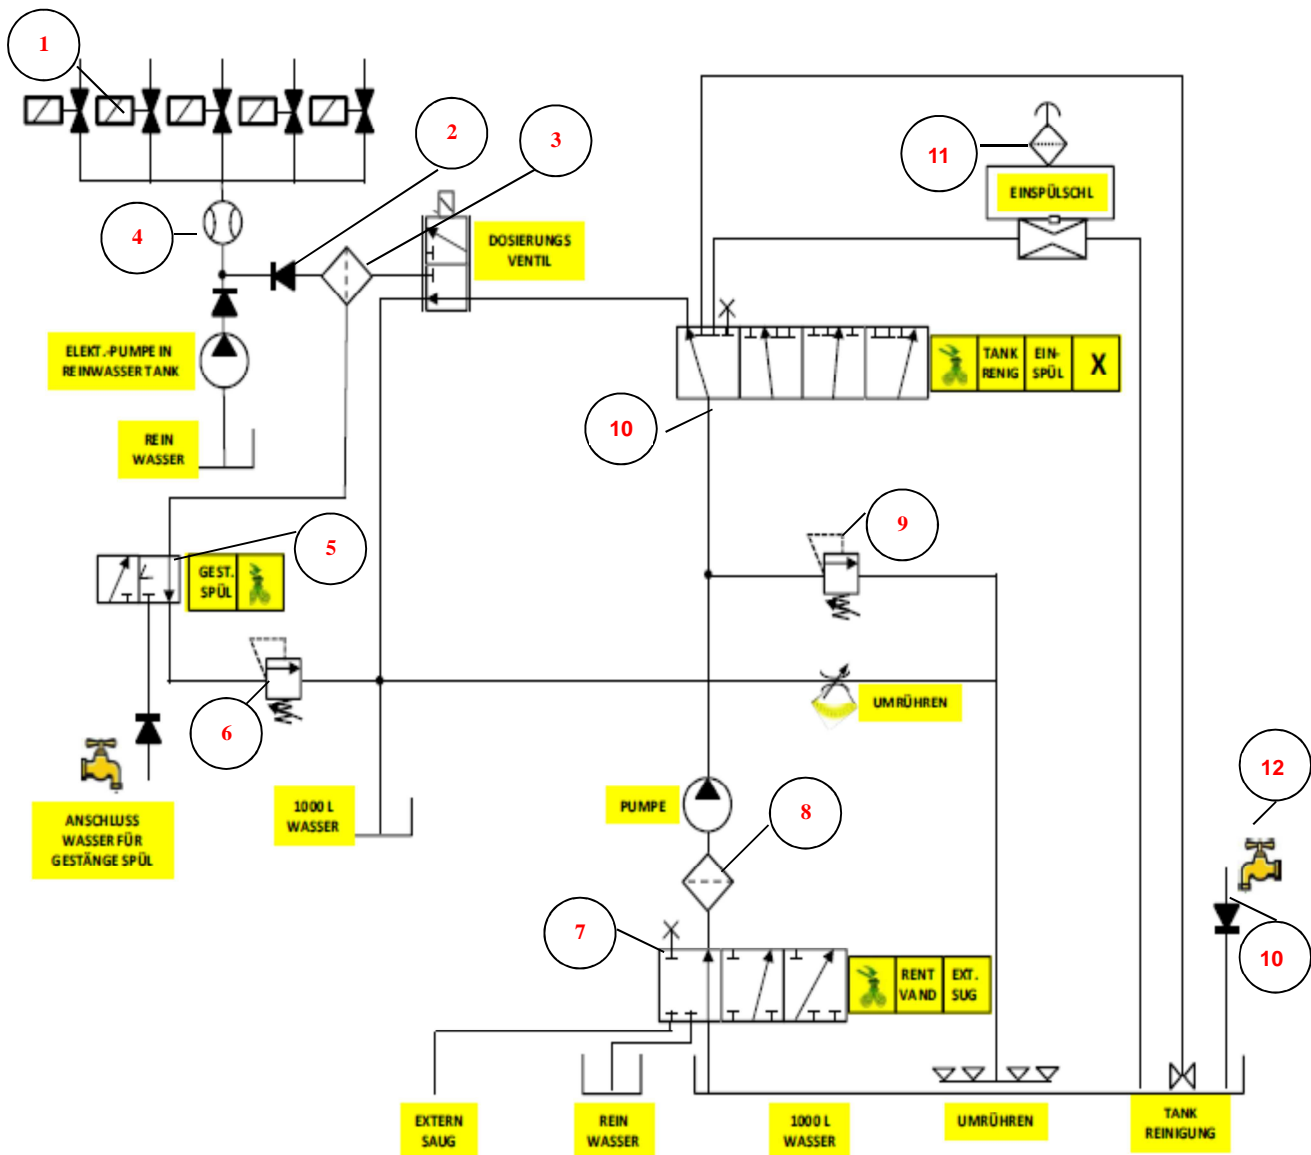 1
2
3
11
EINSPÜLSCHL
4
DOSIERUNGS
VENTIL
ELEKT.-PUMPE IN
REINWASSER TANK
TANK
RENIG
EIN-
SPÜL
X
10
REIN
WASSER
9
5
GEST.
SPÜL
6
UMRÜHREN
12
1000 L
WASSER
PUMPE
8
ANSCHLUSS
WASSER FÜR
GESTÄNGE SPÜL
7
10
RENT
VAND
EXT.
SUG
EXTERN
SAUG
REIN
WASSER
1000 L
WASSER
UMRÜHREN
TANK
REINIGUNG